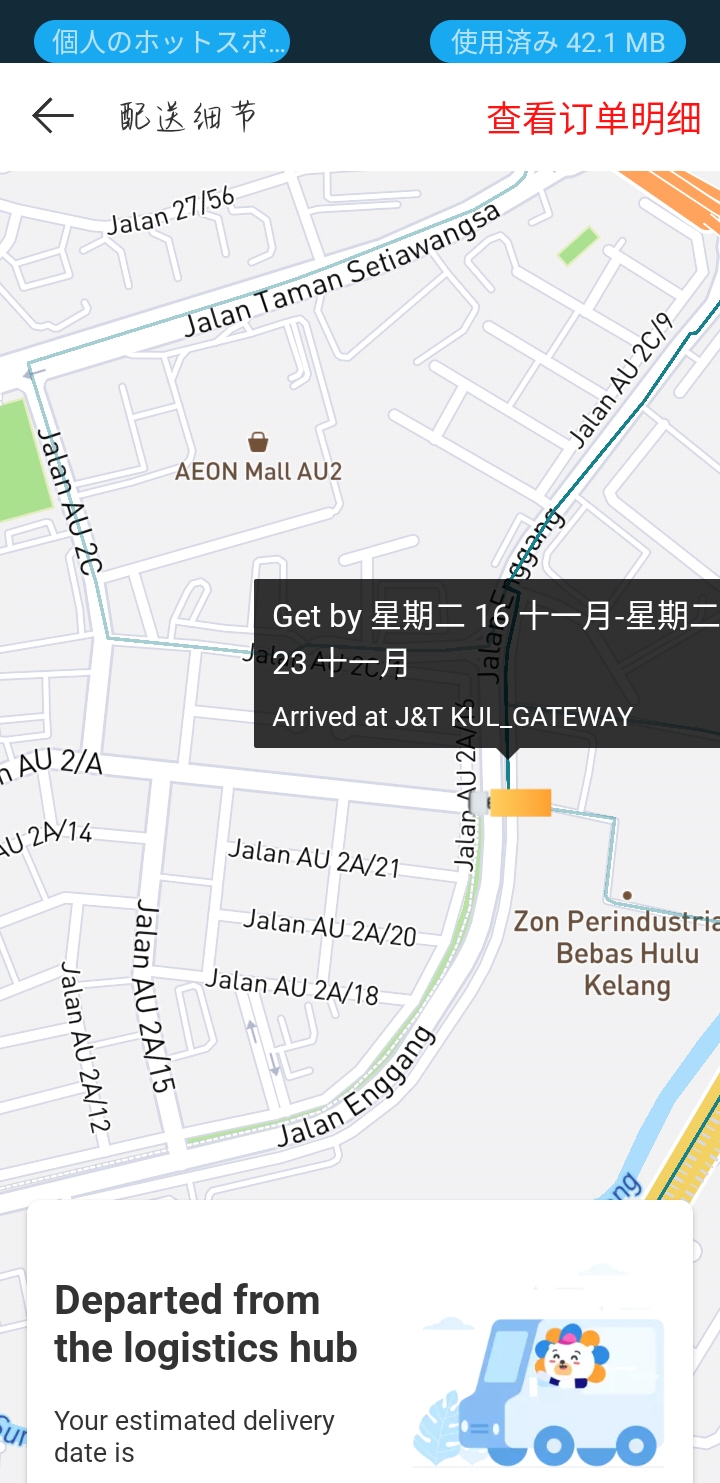 個人のホットスポ...
使用済み 42.1 MB
配送细节
查看订单明细
Jalan 27/56
Jalan Taman Setiawangsa
Jalan AU 2C/9
AEON Mall AU2
Jalan AU 2C
Jalan Enggang
Get by 星期二 16 十一月-星期二
23 十一月
Arrived at J&T KUL_GATEWAY
AU 2/A
AU 2A/14
Jalan AU 2A/21
Jalan AU 2A/20
Jalan AU 2A/18
Jalan AU 2A/15
Jalan AU 2A/12
Jalan Enggang
Zon Perindustria
Bebas Hulu
Kelang
ng
Sun
Departed from
the logistics hub
Your estimated delivery
date is